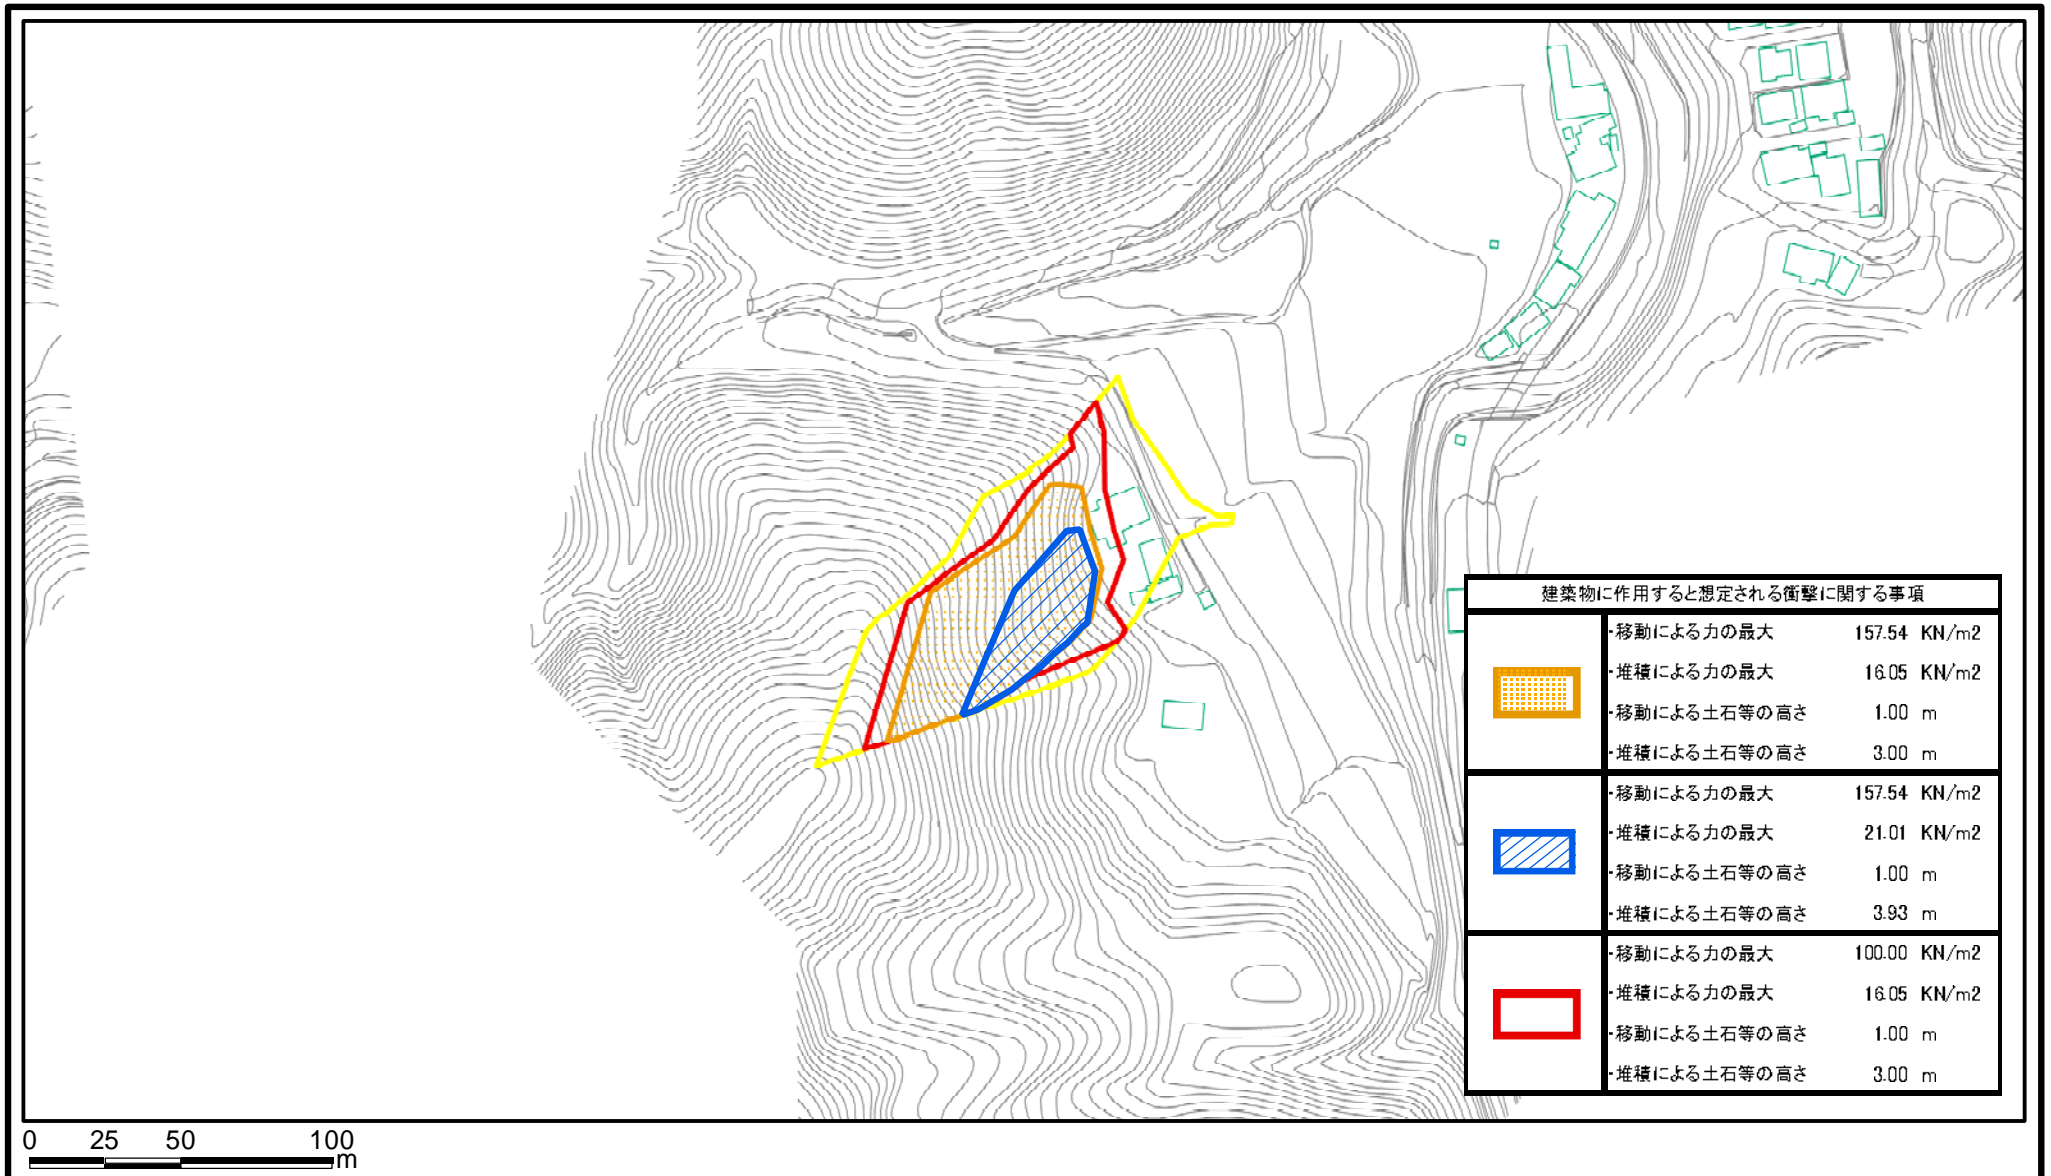 建築物に作用すると想定される衝撃に関する事項
・移動による力の最大 157.54 KN/m2
・堆積による力の最大 16.05 KN/m2
・移動による土石等の高さ 1.00 m
・堆積による土石等の高さ 3.00 m
・移動による力の最大 157.54 KN/m2
・堆積による力の最大 21.01 KN/m2
・移動による土石等の高さ 1.00 m
・堆積による土石等の高さ 3.93 m
・移動による力の最大 100.00 KN/m2
・堆積による力の最大 16.05 KN/m2
・移動による土石等の高さ 1.00 m
・堆積による土石等の高さ 3.00 m
0 25 50 100
m